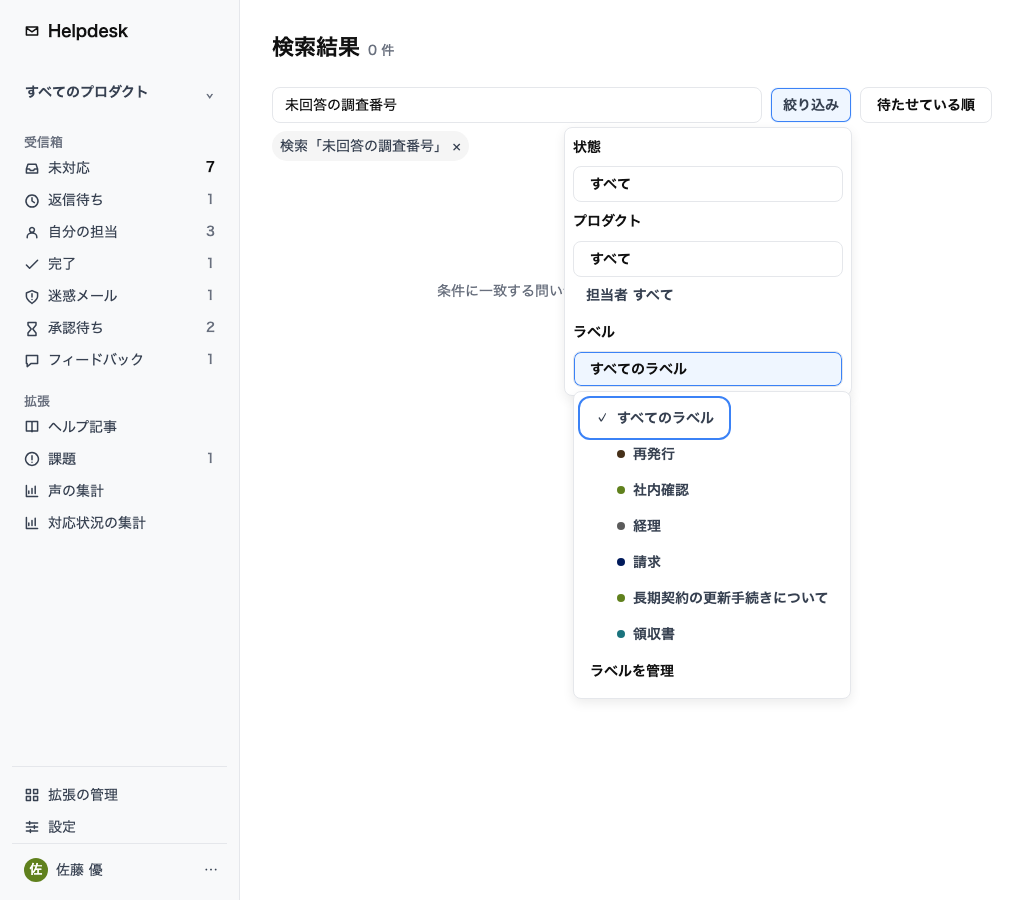 Helpdesk
すべてのプロダクト
受信箱
未対応 7
返信待ち 1
自分の担当 3
完了 1
迷惑メール 1
承認待ち 2
フィードバック 1
拡張
ヘルプ記事
課題 1
声の集計
対応状況の集計
拡張の管理
設定
佐 佐藤 優 …
検索結果 0 件
未回答の調査番号 絞り込み 待たせている順
検索「未回答の調査番号」 ×
条件に一致する問い
状態
すべて
プロダクト
すべて
担当者 すべて
ラベル
すべてのラベル
✓ すべてのラベル
再発行
社内確認
経理
請求
長期契約の更新手続きについて
領収書
ラベルを管理